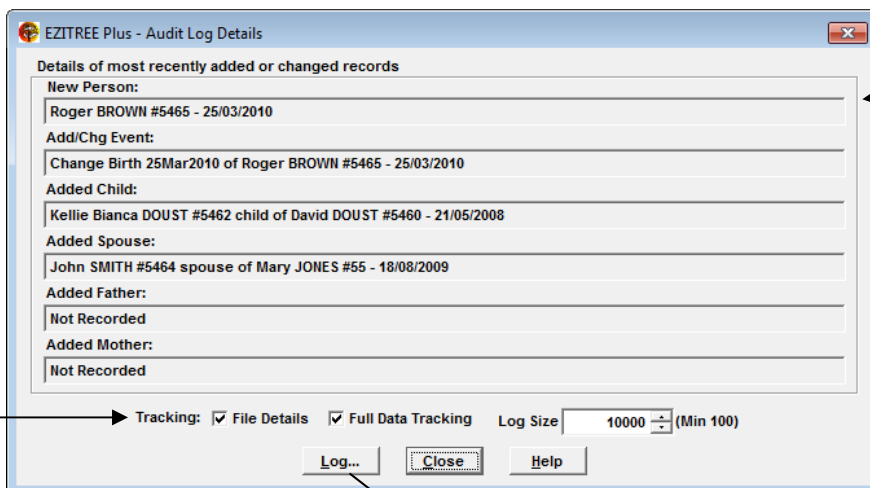 EZITREE Plus - Audit Log Details
Details of most recently added or changed records
New Person:
Roger BROWN #5465 - 25/03/2010
Add/Chg Event:
Change Birth 25Mar2010 of Roger BROWN #5465 - 25/03/2010
Added Child:
Kellie Bianca DOUST #5462 child of David DOUST #5460 - 21/05/2008
Added Spouse:
John SMITH #5464 spouse of Mary JONES #55 - 18/08/2009
Added Father:
Not Recorded
Added Mother:
Not Recorded
Tracking: File Details Full Data Tracking Log Size 10000 (Min 100)
Log... Close Help